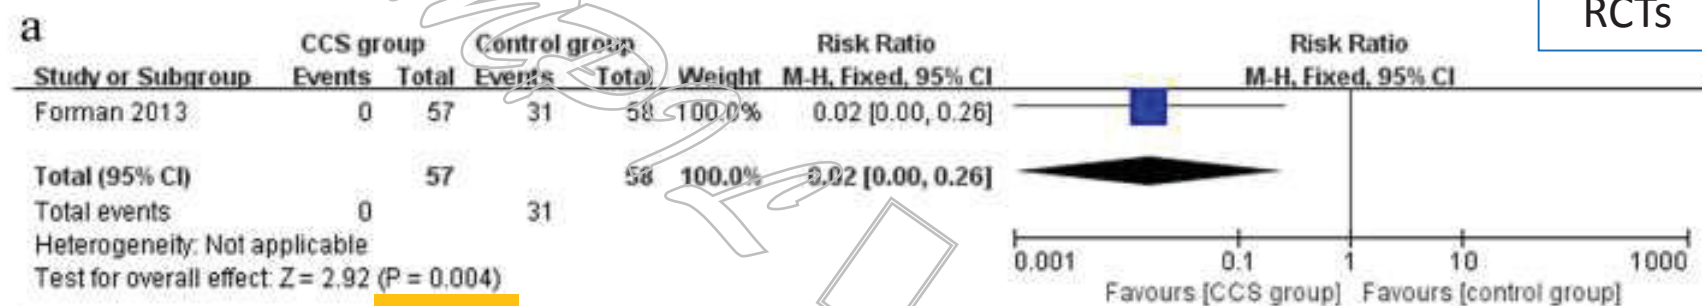 RCTs
a
CCS group Control group Risk Ratio Risk Ratio
Study or Subgroup Events Total Events Total Weight M-H, Fixed, 95% CI M-H, Fixed, 95% CI
Forman 2013 0 57 31 58 100.0% 0.02 [0.00, 0.26]
Total (95% CI) 57 58 100.0% 0.02 [0.00, 0.26]
Total events 0 31
Heterogeneity: Not applicable
Test for overall effect: Z = 2.92 (P = 0.004)
0.001 0.1 1 10 1000
Favours [CCS group] Favours [control group]